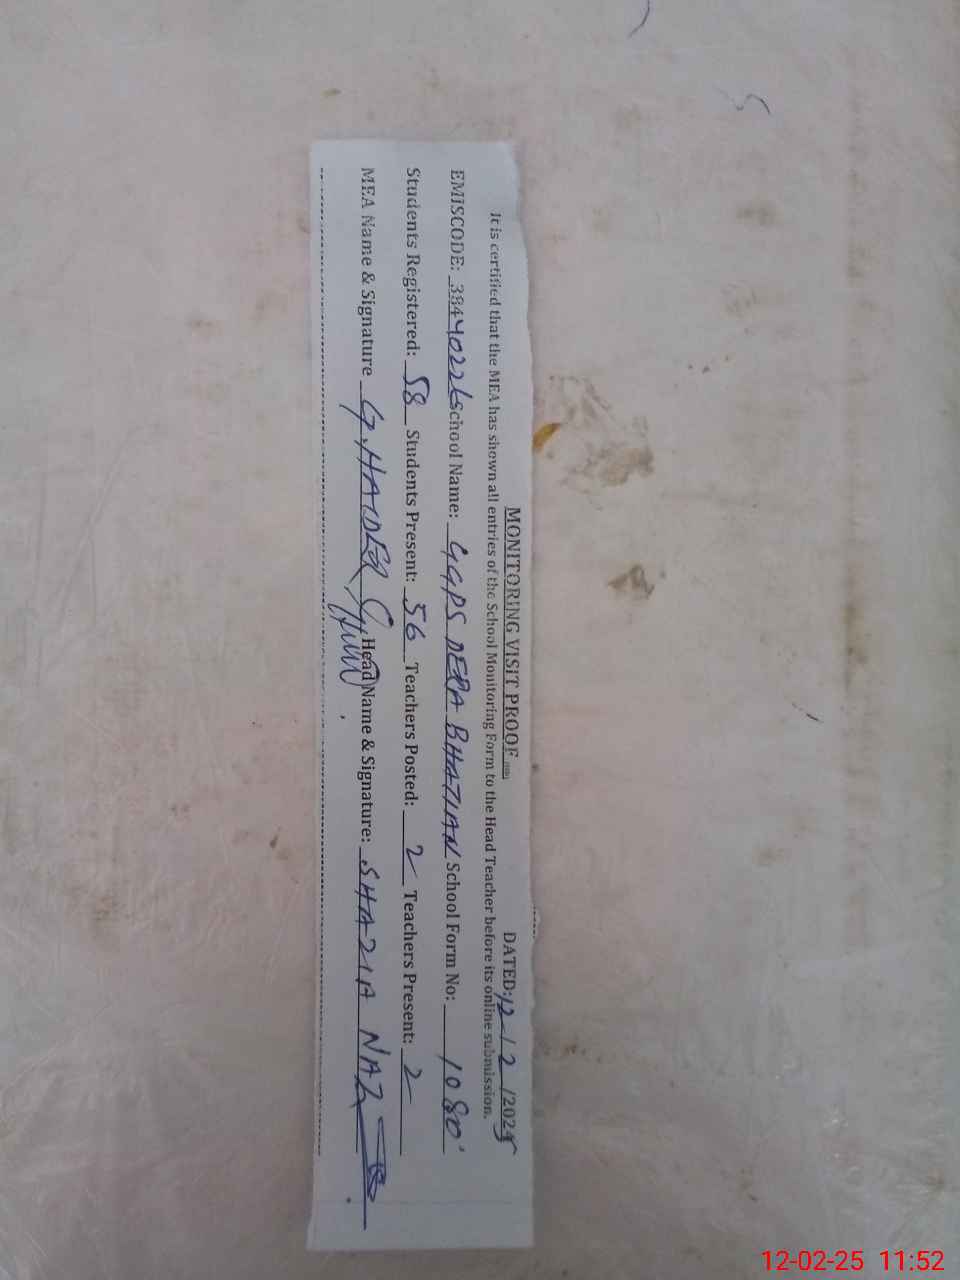 MONITORING VISIT PROOF DATED: 12-12/2025
It is certified that the MEA has shown all entries of the School Monitoring Form to the Head Teacher before its online submission.
EMISCODE: 38440226 School Name: GGPS DERA BHATIAN School Form No: 1080
Students Registered: 58 Students Present: 56 Teachers Posted: 2 Teachers Present: 2
MEA Name & Signature G.HAIDER Head Name & Signature: SHAZIA NAZ
12-02-25 11:52